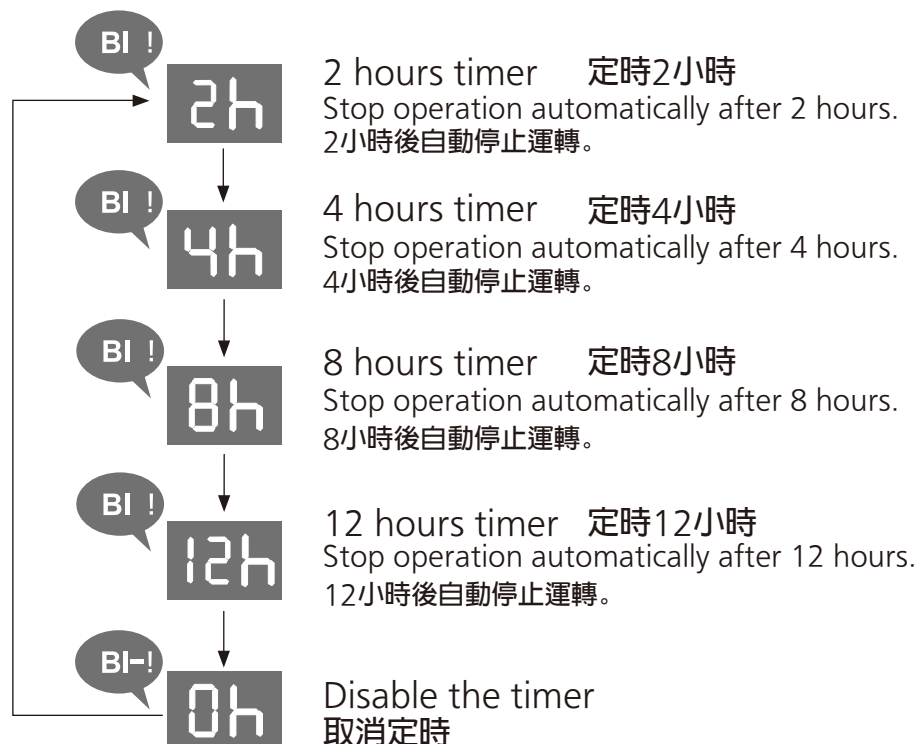 BI !
2h
2 hours timer 定時2小時
Stop operation automatically after 2 hours.
2小時後自動停止運轉。
BI !
4h
4 hours timer 定時4小時
Stop operation automatically after 4 hours.
4小時後自動停止運轉。
BI !
8h
8 hours timer 定時8小時
Stop operation automatically after 8 hours.
8小時後自動停止運轉。
BI !
12h
12 hours timer 定時12小時
Stop operation automatically after 12 hours.
12小時後自動停止運轉。
BI-!
0h
Disable the timer
取消定時